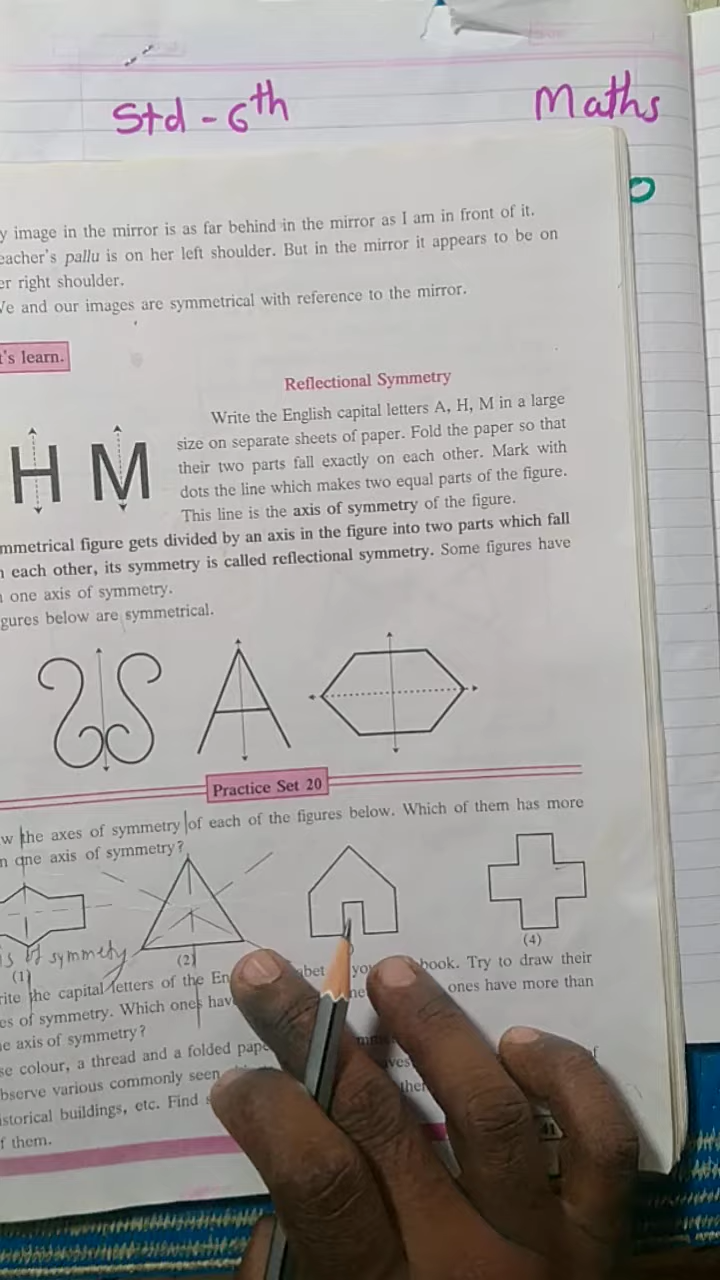 Std - 6th Maths
y image in the mirror is as far behind in the mirror as I am in front of it.
eacher's pallu is on her left shoulder. But in the mirror it appears to be on
er right shoulder.
We and our images are symmetrical with reference to the mirror.
t's learn.
Reflectional Symmetry
Write the English capital letters A, H, M in a large
size on separate sheets of paper. Fold the paper so that
their two parts fall exactly on each other. Mark with
dots the line which makes two equal parts of the figure.
This line is the axis of symmetry of the figure.
H M
mmetrical figure gets divided by an axis in the figure into two parts which fall
n each other, its symmetry is called reflectional symmetry. Some figures have
n one axis of symmetry.
gures below are symmetrical.
A
Practice Set 20
w the axes of symmetry of each of the figures below. Which of them has more
n one axis of symmetry?
is of symmety
(1) (2) (4)
rite the capital letters of the En bet you book. Try to draw their
es of symmetry. Which ones hav ne ones have more than
e axis of symmetry?
se colour, a thread and a folded pape
bserve various commonly seen
istorical buildings, etc. Find
f them.
41